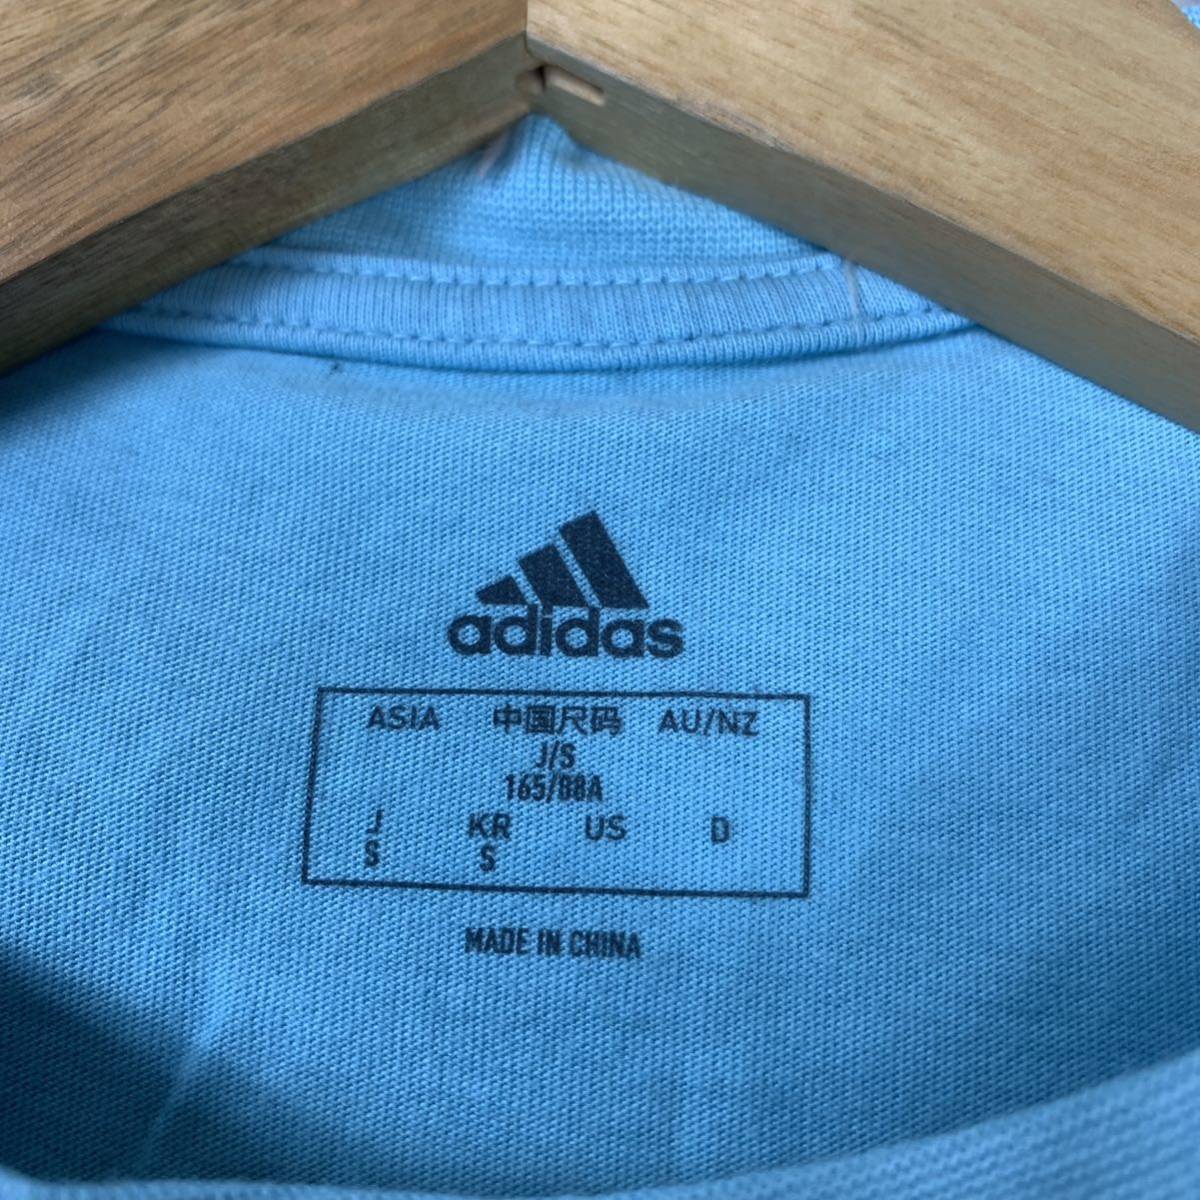 adidas
ASIA 中国尺码 AU/NZ
J/S
165/88A
J KR US D
S S
MADE IN CHINA